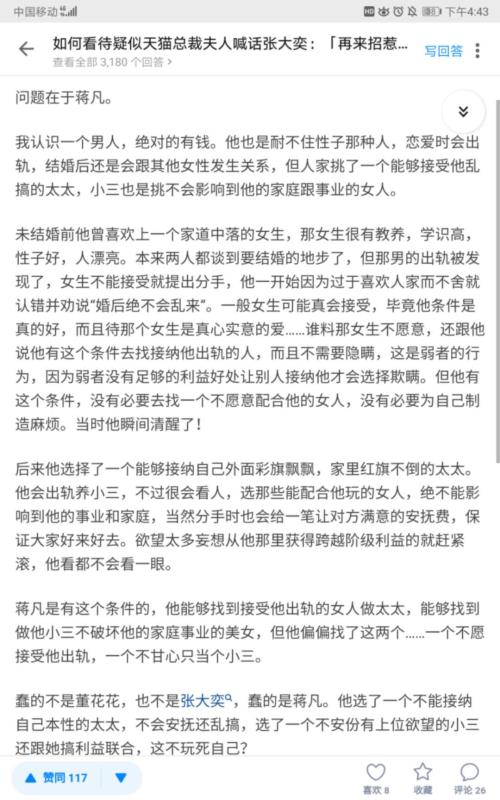 中国移动
HD
下午4:43
如何看待疑似天猫总裁夫人喊话张大奕：「再来招惹...
查看全部 3,180 个回答 >
写回答
问题在于蒋凡。
我认识一个男人，绝对的有钱。他也是耐不住性子那种人，恋爱时会出
轨，结婚后还是会跟其他女性发生关系，但人家挑了一个能够接受他乱
搞的太太，小三也是挑不会影响到他的家庭跟事业的女人。
未结婚前他曾喜欢上一个家道中落的女生，那女生很有教养，学识高，
性子好，人漂亮。本来两人都谈到要结婚的地步了，但那男的出轨被发
现了，女生不能接受就提出分手，他一开始因为过于喜欢人家而不舍就
认错并劝说“婚后绝不会乱来”。一般女生可能真会接受，毕竟他条件是
真的好，而且待那个女生是真心实意的爱……谁料那女生不愿意，还跟他
说他有这个条件去找接纳他出轨的人，而且不需要隐瞒，这是弱者的行
为，因为弱者没有足够的利益好处让别人接纳他才会选择欺瞒。但他有
这个条件，没有必要去找一个不愿意配合他的女人，没有必要为自己制
造麻烦。当时他瞬间清醒了！
后来他选择了一个能够接纳自己外面彩旗飘飘，家里红旗不倒的太太。
他会出轨养小三，不过很会看人，选那些能配合他玩的女人，绝不能影
响到他的事业和家庭，当然分手时也会给一笔让对方满意的安抚费，保
证大家好来好去。欲望太多妄想从他那里获得跨越阶级利益的就赶紧
滚，他看都不会看一眼。
蒋凡是有这个条件的，他能够找到接受他出轨的女人做太太，能够找到
做他小三不破坏他的家庭事业的美女，但他偏偏找了这两个……一个不愿
接受他出轨，一个不甘心只当个小三。
蠢的不是董花花，也不是张大奕，蠢的是蒋凡。他选了一个不能接纳
自己本性的太太，不会安抚还乱搞，选了一个不安份有上位欲望的小三
还跟她搞利益联合，这不玩死自己？
赞同 117
喜欢 8
收藏
评论 26